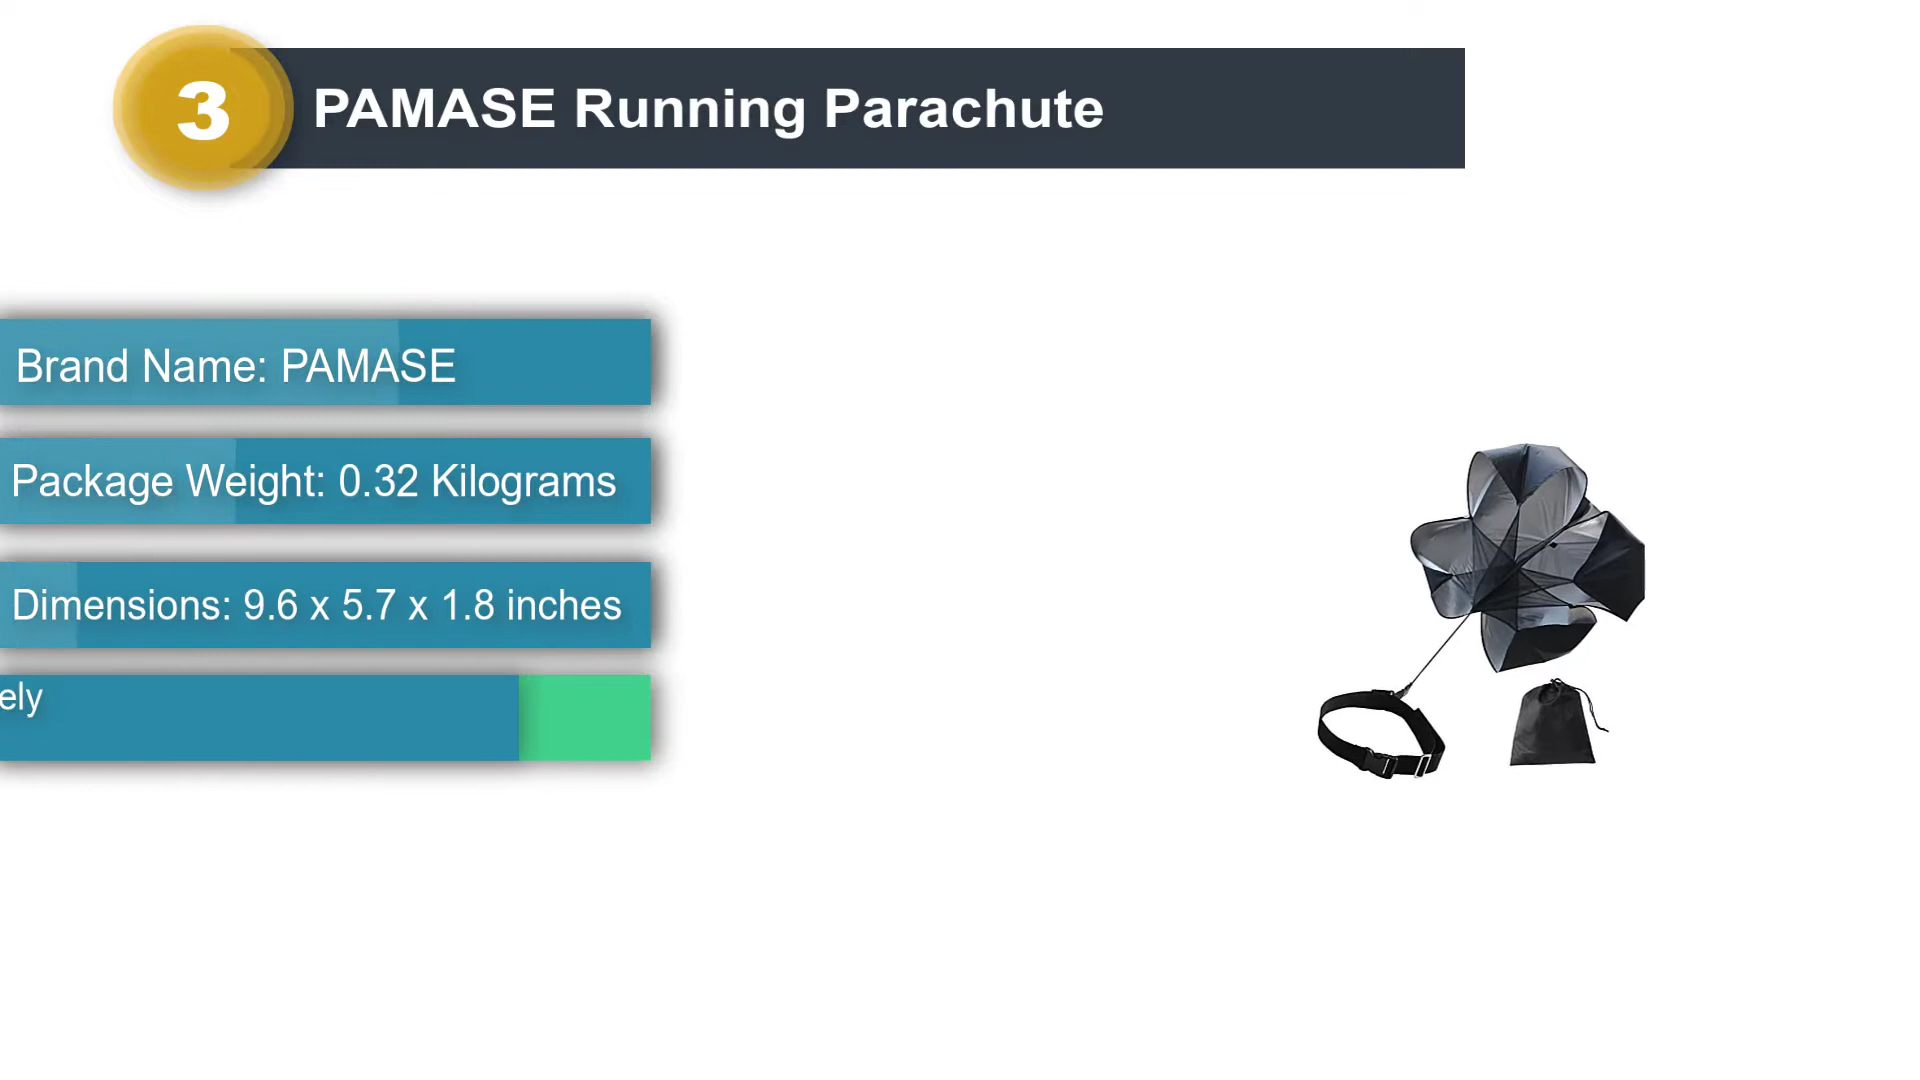 3
PAMASE Running Parachute
Brand Name: PAMASE
Package Weight: 0.32 Kilograms
Dimensions: 9.6 x 5.7 x 1.8 inches
ely